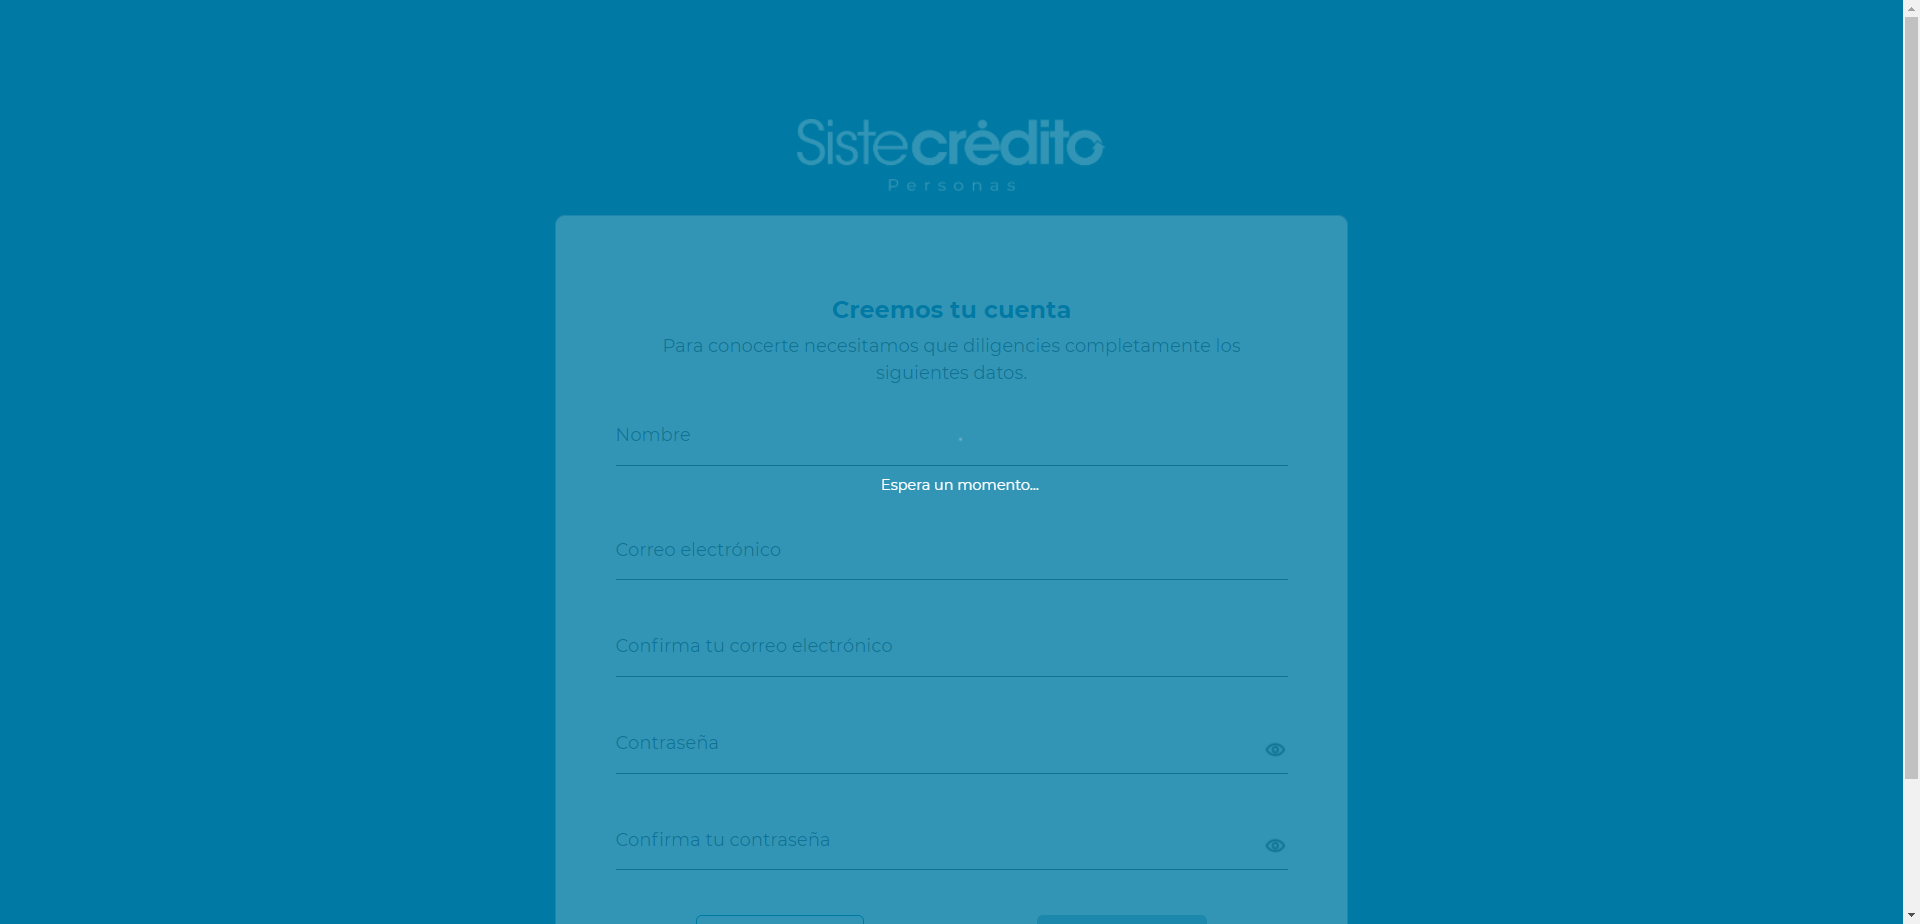 Sistecrédito
Personas
Creemos tu cuenta
Para conocerte necesitamos que diligencies completamente los
siguientes datos.
Nombre
Espera un momento...
Correo electrónico
Confirma tu correo electrónico
Contraseña
Confirma tu contraseña